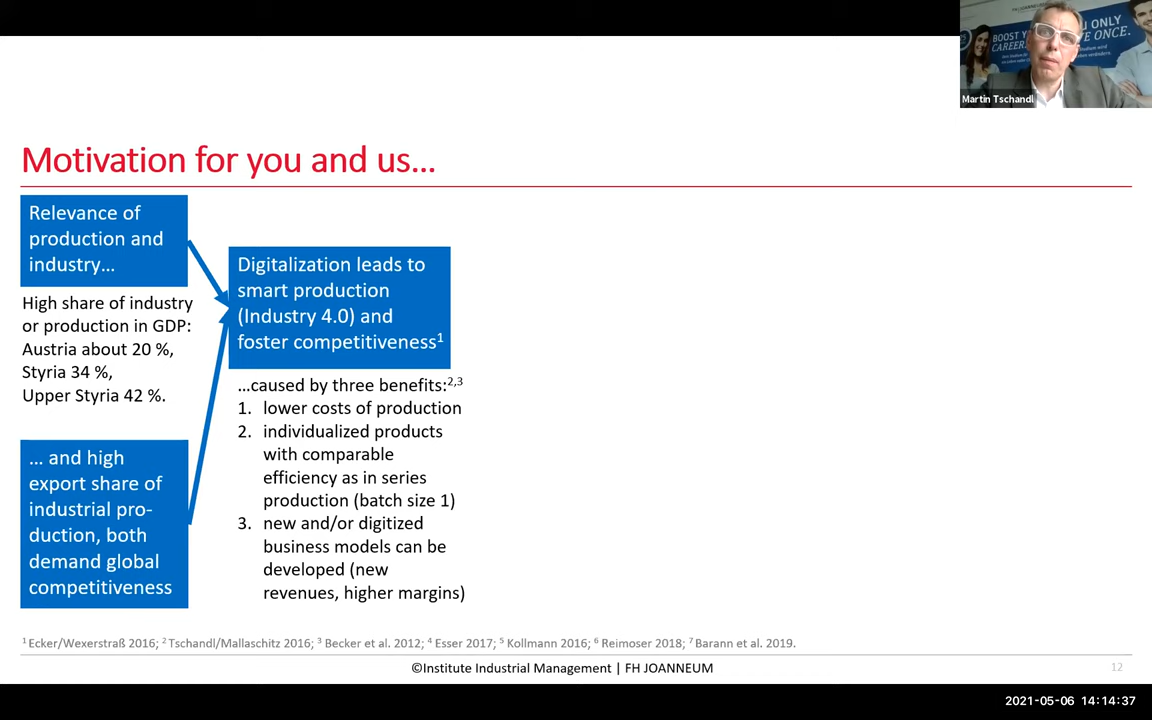 BOOST Y
U ONLY
CAREE
E ONCE.
Martin Tschandl
Motivation for you and us...
Relevance of
production and
industry...
High share of industry
or production in GDP:
Austria about 20 %,
Styria 34 %,
Upper Styria 42 %.
... and high
export share of
industrial pro-
duction, both
demand global
competitiveness
Digitalization leads to
smart production
(Industry 4.0) and
foster competitiveness¹
...caused by three benefits:²,³
1. lower costs of production
2. individualized products
with comparable
efficiency as in series
production (batch size 1)
3. new and/or digitized
business models can be
developed (new
revenues, higher margins)
¹ Ecker/Wexerstraß 2016; ² Tschandl/Mallaschitz 2016; ³ Becker et al. 2012; ⁴ Esser 2017; ⁵ Kollmann 2016; ⁶ Reimoser 2018; ⁷ Barann et al. 2019.
©Institute Industrial Management | FH JOANNEUM
12
2021-05-06 14:14:37